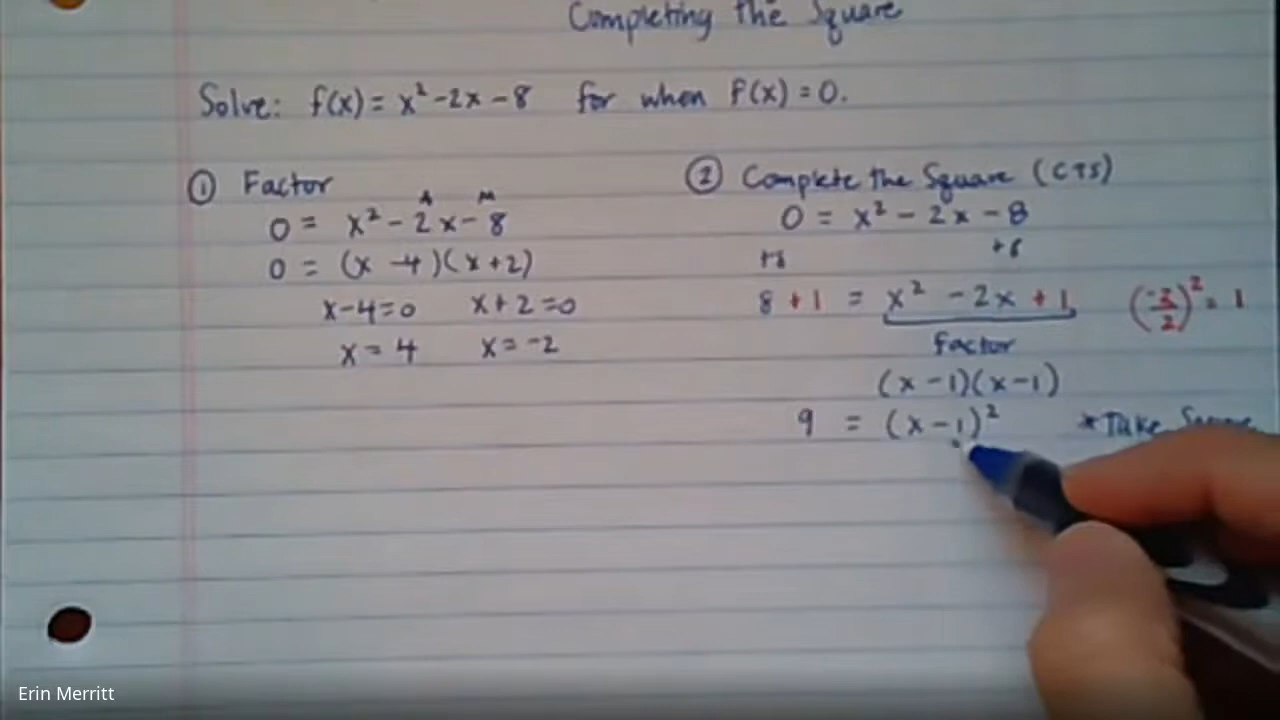 Completing the Square
Solve: f(x) = x² - 2x - 8 for when f(x) = 0.
① Factor
A M
0 = x² - 2x - 8
0 = (x - 4)(x + 2)
x - 4 = 0 x + 2 = 0
x = 4 x = -2
② Complete the Square (CTS)
0 = x² - 2x - 8
+8 +8
8 + 1 = x² - 2x + 1 (-2/2)² = 1
factor
(x - 1)(x - 1)
9 = (x - 1)² *Take Square
Erin Merritt